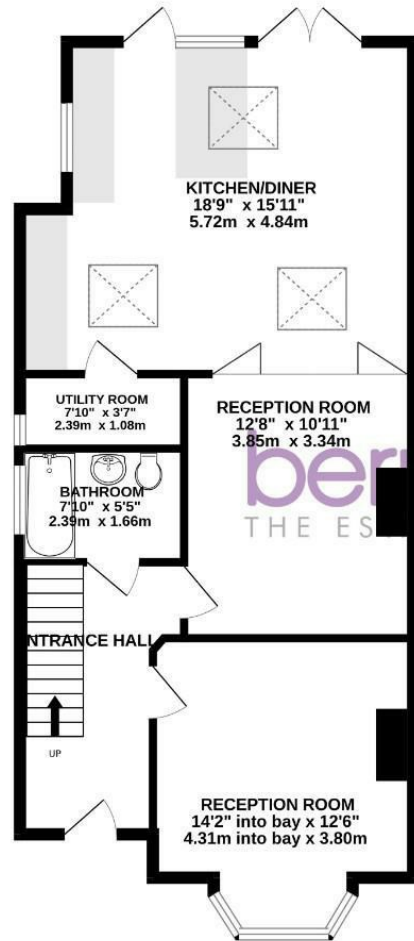 KITCHEN/DINER
18'9" x 15'11"
5.72m x 4.84m
UTILITY ROOM
7'10" x 3'7"
2.39m x 1.08m
RECEPTION ROOM
12'8" x 10'11"
3.85m x 3.34m
BATHROOM
7'10" x 5'5"
2.39m x 1.66m
THE ES
NTRANCE HALL
UP
RECEPTION ROOM
14'2" into bay x 12'6"
4.31m into bay x 3.80m